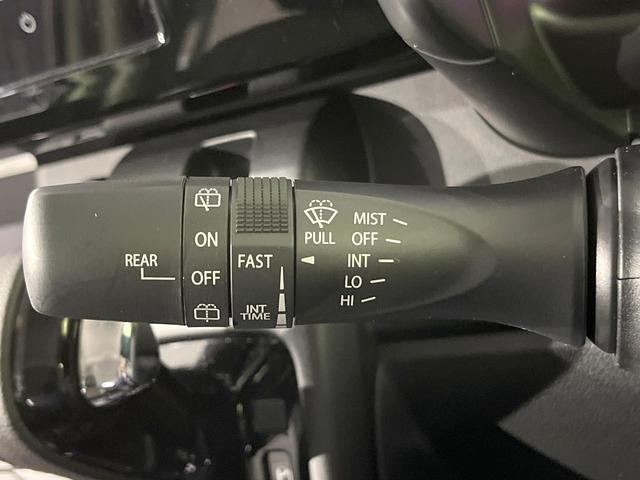 REAR
ON
OFF
FAST
INT
TIME
PULL
MIST
OFF
INT
LO
HI